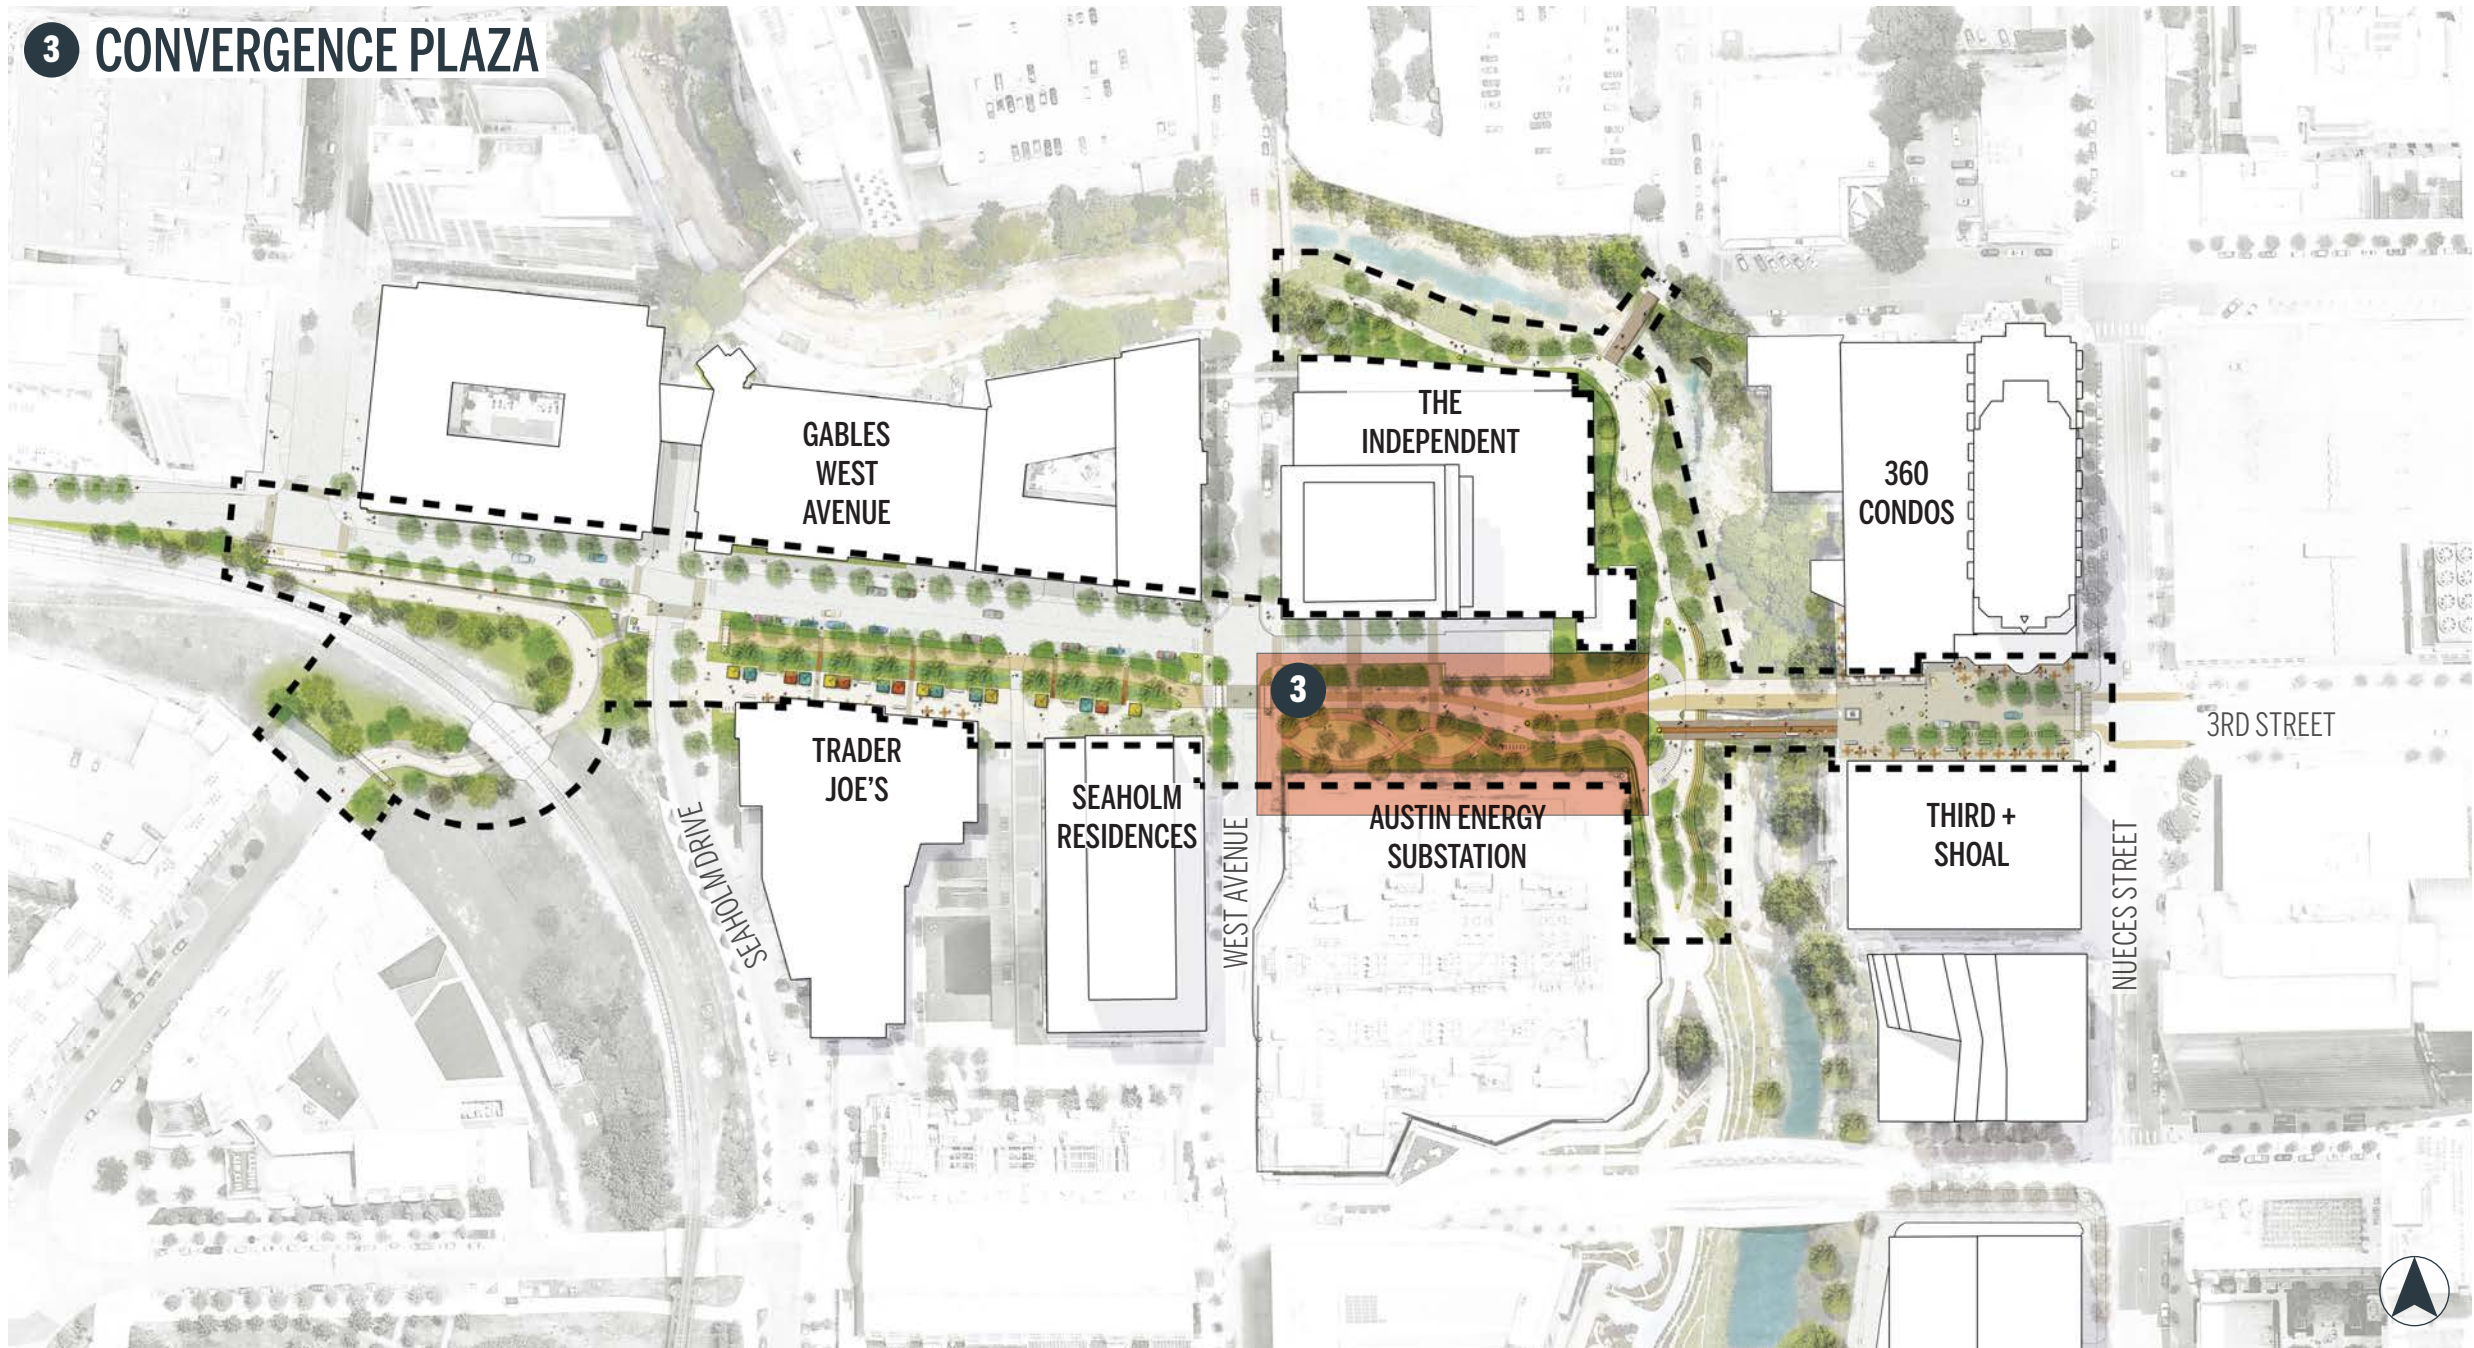 3 CONVERGENCE PLAZA
THE
INDEPENDENT
GABLES
WEST
AVENUE
360
CONDOS
3
3RD STREET
TRADER
JOE'S
SEAHOLM
RESIDENCES
SEAHOLM DRIVE
WEST AVENUE
AUSTIN ENERGY
SUBSTATION
THIRD +
SHOAL
NUECES STREET